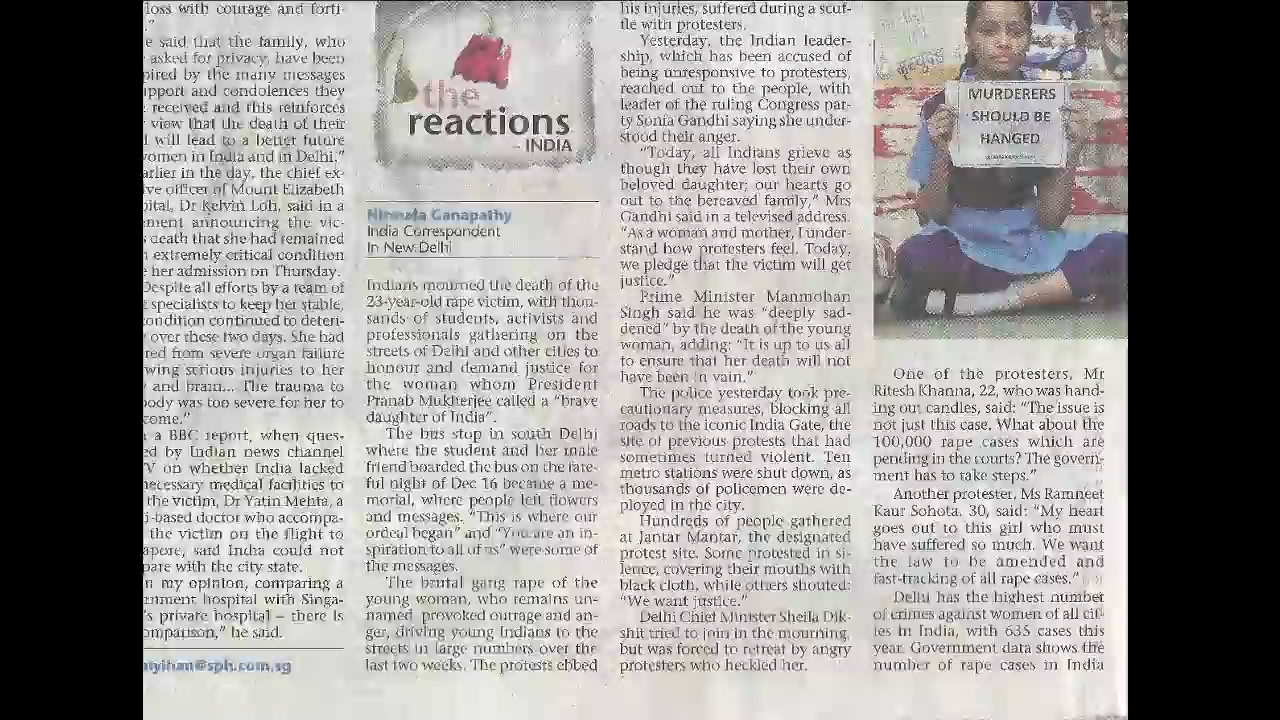 loss with courage and forti-
"
e said that the family, who
asked for privacy, have been
pired by the many messages
upport and condolences they
received and this reinforces
view that the death of their
l will lead to a better future
women in India and in Delhi."
arlier in the day, the chief ex-
ve officer of Mount Elizabeth
pital, Dr Kelvin Loh, said in a
ement announcing the vic-
s death that she had remained
extremely critical condition
e her admission on Thursday.
Despite all efforts by a team of
specialists to keep her stable,
ondition continued to deteri-
over these two days. She had
red from severe organ failure
wing serious injuries to her
and brain... The trauma to
body was too severe for her to
come."
a BBC report, when ques-
ed by Indian news channel
V on whether India lacked
necessary medical facilities to
the victim, Dr Yatin Mehta, a
i-based doctor who accompa-
the victim on the flight to
apore, said India could not
pare with the city state.
n my opinion, comparing a
ernment hospital with Singa-
's private hospital – there is
omparison," he said.
nyihan@sph.com.sg
the
reactions
- INDIA
Nirmala Ganapathy
India Correspondent
In New Delhi
Indians mourned the death of the
23-year-old rape victim, with thou-
sands of students, activists and
professionals gathering on the
streets of Delhi and other cities to
honour and demand justice for
the woman whom President
Pranab Mukherjee called a "brave
daughter of India".
The bus stop in south Delhi
where the student and her male
friend boarded the bus on the fate-
ful night of Dec 16 became a me-
morial, where people left flowers
and messages. "This is where our
ordeal began" and "You are an in-
spiration to all of us" were some of
the messages.
The brutal gang rape of the
young woman, who remains un-
named, provoked outrage and an-
ger, driving young Indians to the
streets in large numbers over the
last two weeks. The protests ebbed
his injuries, suffered during a scuf-
fle with protesters.
Yesterday, the Indian leader-
ship, which has been accused of
being unresponsive to protesters,
reached out to the people, with
leader of the ruling Congress par-
ty Sonia Gandhi saying she under-
stood their anger.
"Today, all Indians grieve as
though they have lost their own
beloved daughter; our hearts go
out to the bereaved family," Mrs
Gandhi said in a televised address.
"As a woman and mother, I under-
stand how protesters feel. Today,
we pledge that the victim will get
justice."
Prime Minister Manmohan
Singh said he was "deeply sad-
dened" by the death of the young
woman, adding: "It is up to us all
to ensure that her death will not
have been in vain."
The police yesterday took pre-
cautionary measures, blocking all
roads to the iconic India Gate, the
site of previous protests that had
sometimes turned violent. Ten
metro stations were shut down, as
thousands of policemen were de-
ployed in the city.
Hundreds of people gathered
at Jantar Mantar, the designated
protest site. Some protested in si-
lence, covering their mouths with
black cloth, while others shouted:
"We want justice."
Delhi Chief Minister Sheila Dik-
shit tried to join in the mourning,
but was forced to retreat by angry
protesters who heckled her.
MURDERERS
SHOULD BE
HANGED
One of the protesters, Mr
Ritesh Khanna, 22, who was hand-
ing out candles, said: "The issue is
not just this case. What about the
100,000 rape cases which are
pending in the courts? The govern-
ment has to take steps."
Another protester, Ms Ramneet
Kaur Sohota, 30, said: "My heart
goes out to this girl who must
have suffered so much. We want
the law to be amended and
fast-tracking of all rape cases."
Delhi has the highest number
of crimes against women of all cit-
ies in India, with 635 cases this
year. Government data shows the
number of rape cases in India